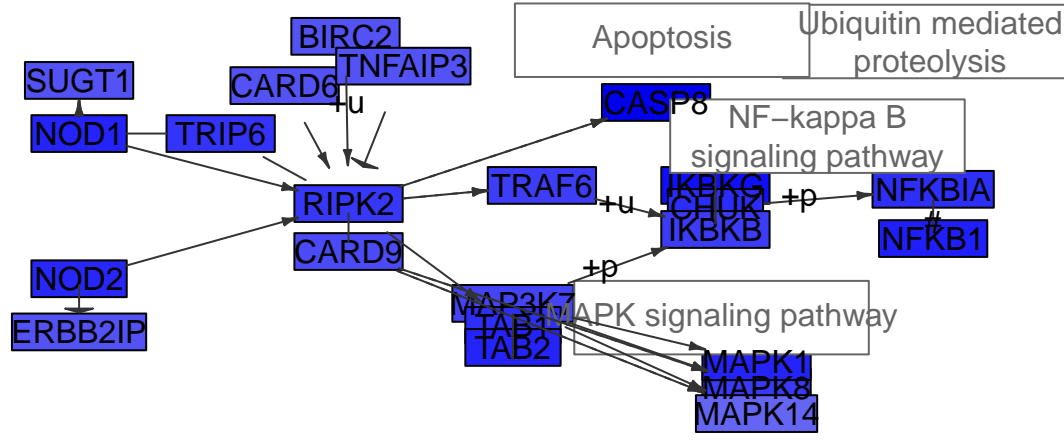 BIRC2
Apoptosis
Ubiquitin mediated
proteolysis
TNFAIP3
SUGT1
CARD6
+u
CASP8
NOD1
TRIP6
NF−kappa B
signaling pathway
RIPK2
TRAF6
+u
IKBKG
CHUK
IKBKB
+p
NFKBIA
#
NFKB1
CARD9
+p
NOD2
ERBB2IP
MAP3K7
TAB1
TAB2
MAPK signaling pathway
MAPK1
MAPK8
MAPK14